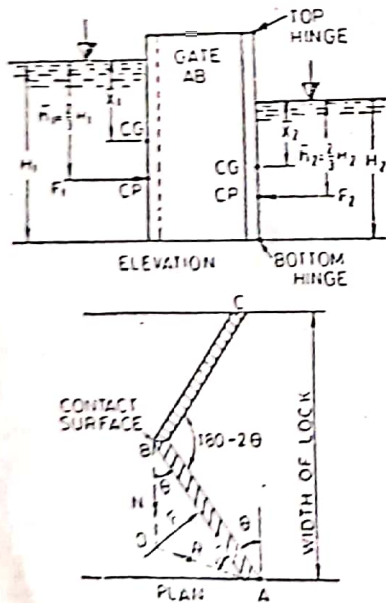 TOP
HINGE
GATE
AB
X̄₁
h̄₁=⅔H₁
H₁
CG
F₁
CP
X̄₂
h̄₂=⅔H₂
H₂
CG
CP
F₂
ELEVATION
BOTTOM
HINGE
C
CONTACT
SURFACE
B
180-2θ
θ
N
F
θ
D
R
WIDTH OF LOCK
PLAN
A